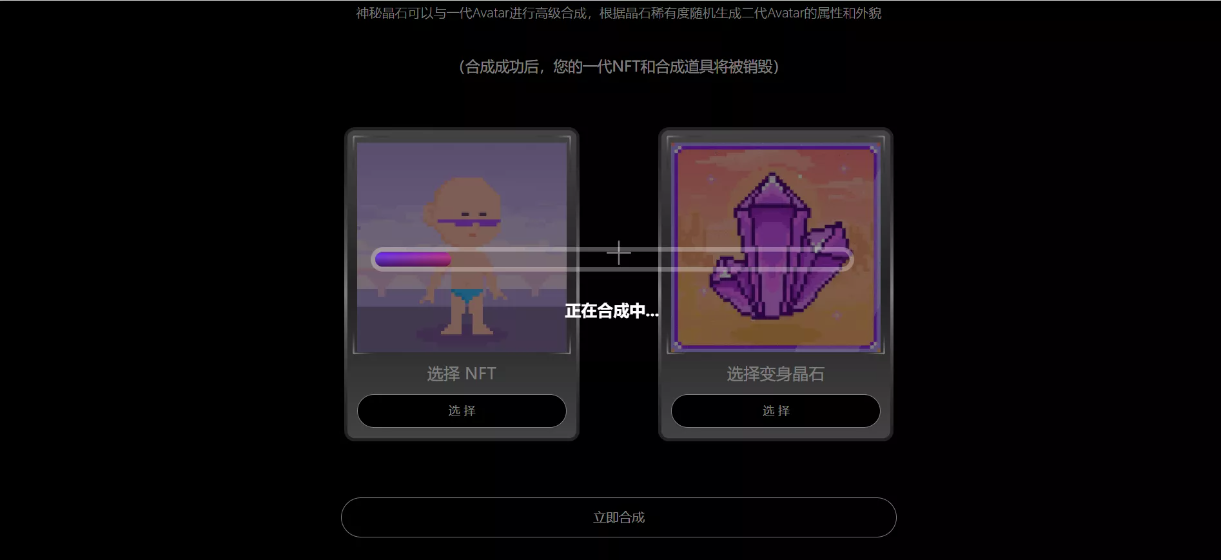 神秘晶石可以与一代Avatar进行高级合成，根据晶石稀有度随机生成二代Avatar的属性和外貌
（合成成功后，您的一代NFT和合成道具将被销毁）
正在合成中...
选择 NFT
选择变身晶石
选 择
选 择
立即合成